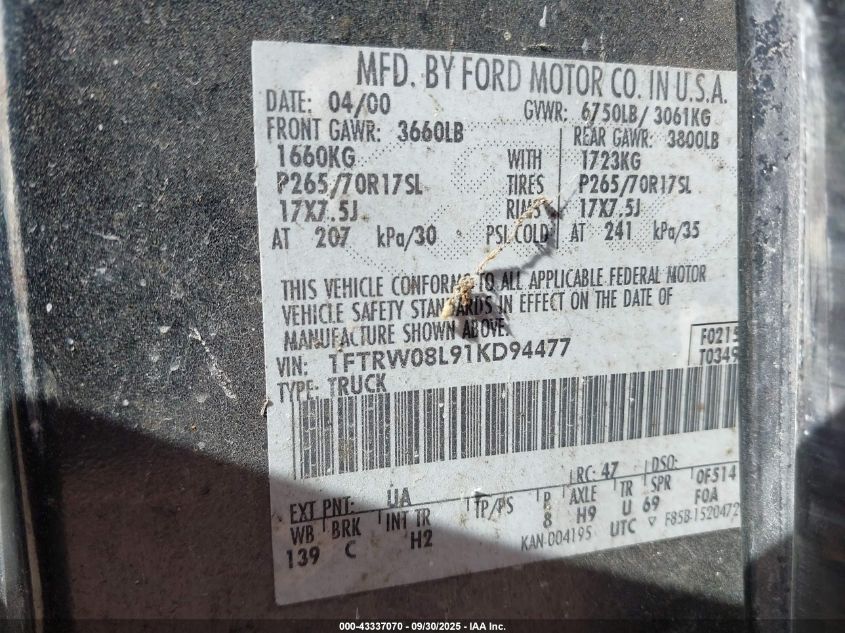 MFD. BY FORD MOTOR CO. IN U.S.A.
DATE: 04/00 GVWR: 6750LB/ 3061KG
FRONT GAWR: 3660LB REAR GAWR: 3800LB
1660KG WITH 1723KG
P265/70R17SL TIRES P265/70R17SL
17X7.5J RIMS 17X7.5J
AT 207 kPa/30 PSI COLD AT 241 kPa/35
THIS VEHICLE CONFORMS TO ALL APPLICABLE FEDERAL MOTOR
VEHICLE SAFETY STANDARDS IN EFFECT ON THE DATE OF
MANUFACTURE SHOWN ABOVE.
VIN: 1FTRW08L91KD94477 F0215
TYPE: TRUCK T0349
RC: 47 DSO:
EXT PNT: UA 0F514
WB BRK INT TR TP/PS R AXLE TR SPR F0A
139 C H2 8 H9 U 69
KAN 004195 UTC ▽ F85B-1520472
000-43337070 - 09/30/2025 - IAA Inc.